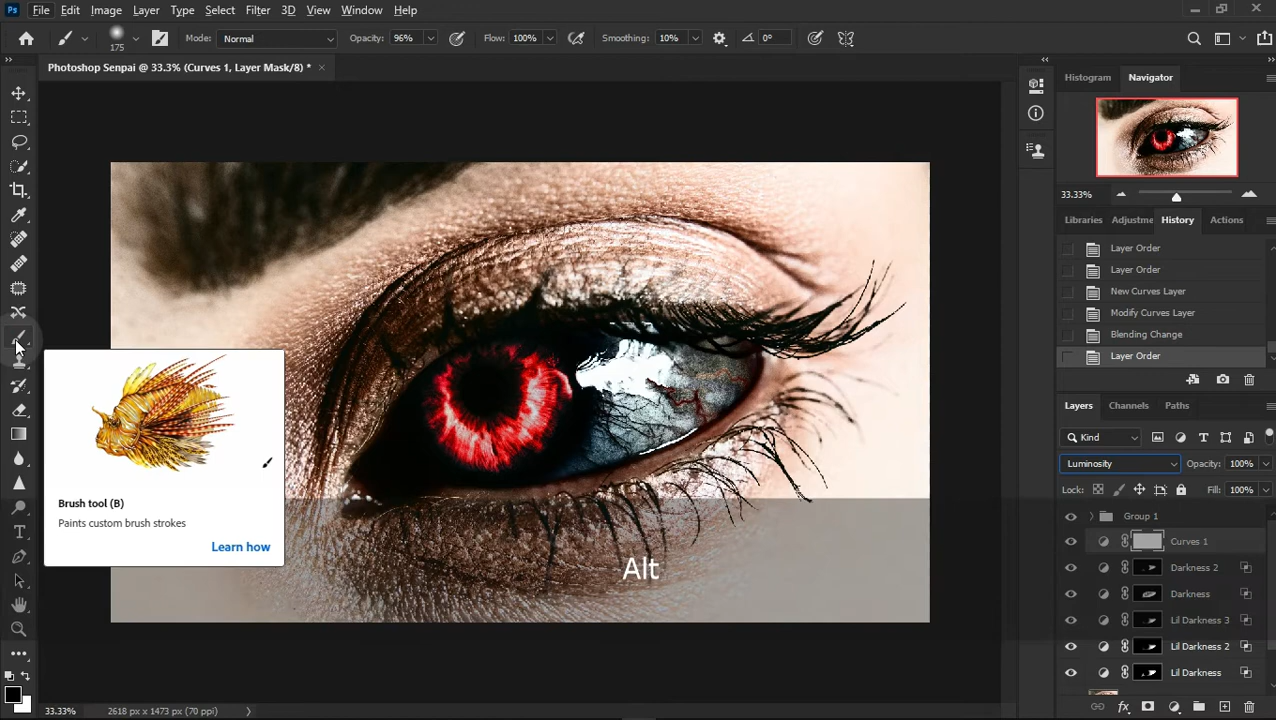 Ps File Edit Image Layer Type Select Filter 3D View Window Help
175 Mode: Normal Opacity: 96% Flow: 100% Smoothing: 10% 0°
Photoshop Senpai @ 33.3% (Curves 1, Layer Mask/8) *
Histogram Navigator
33.33%
Libraries Adjustme History Actions
Layer Order
Layer Order
New Curves Layer
Modify Curves Layer
Blending Change
Layer Order
Layers Channels Paths
Kind
Luminosity Opacity: 100%
Lock: Fill: 100%
Group 1
Curves 1
Darkness 2
Darkness
Lil Darkness 3
Lil Darkness 2
Lil Darkness
Brush tool (B)
Paints custom brush strokes
Learn how
Alt
33.33% 2618 px x 1473 px (70 ppi)